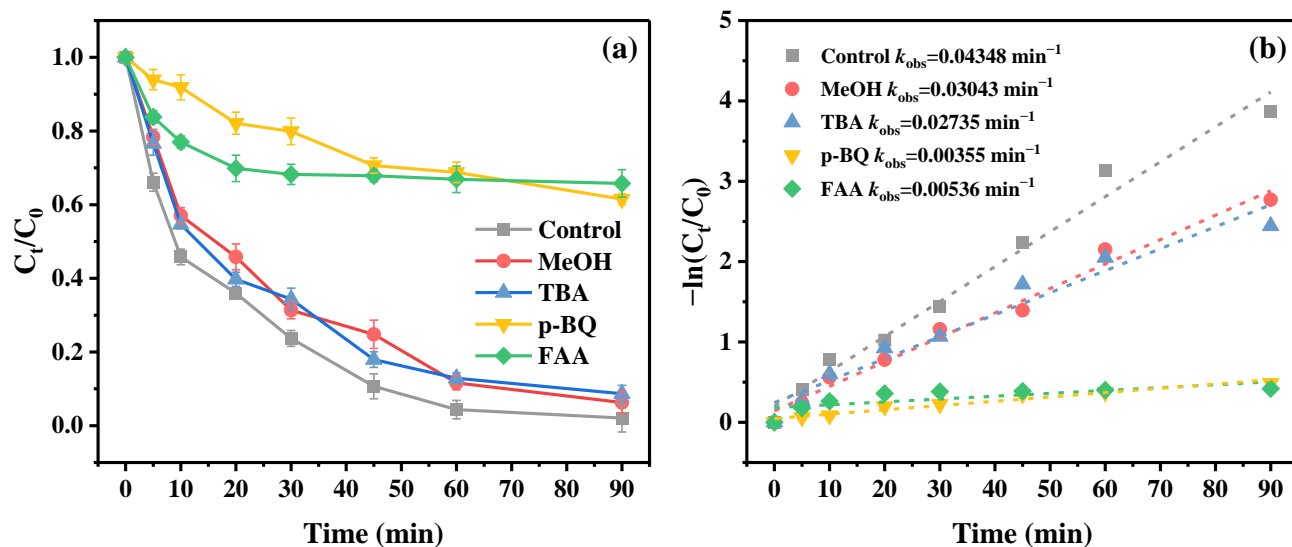 (a)
C_t/C_0
1.0
0.8
0.6
0.4
0.2
0.0
Control
MeOH
TBA
p-BQ
FAA
0 10 20 30 40 50 60 70 80 90
Time (min)
(b)
−ln(C_t/C_0)
5
4
3
2
1
0
Control k_obs=0.04348 min⁻¹
MeOH k_obs=0.03043 min⁻¹
TBA k_obs=0.02735 min⁻¹
p-BQ k_obs=0.00355 min⁻¹
FAA k_obs=0.00536 min⁻¹
0 10 20 30 40 50 60 70 80 90
Time (min)